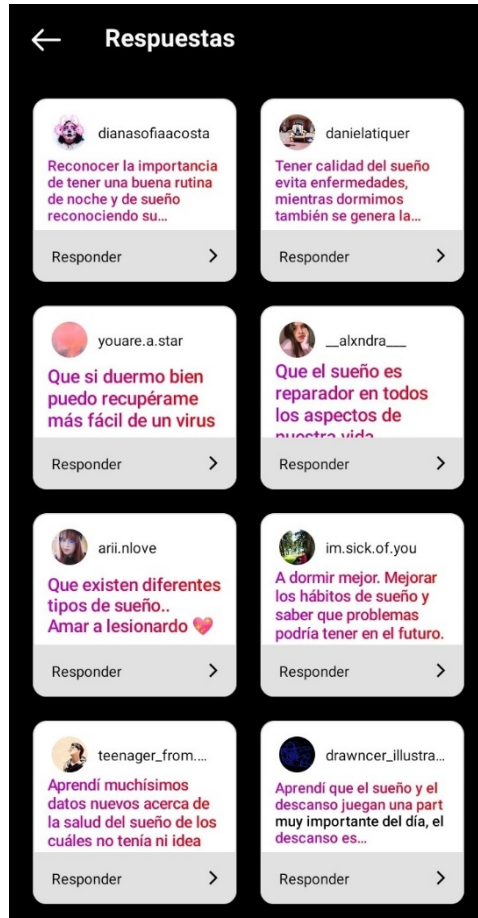 Respuestas
dianasofiaacosta
Reconocer la importancia
de tener una buena rutina
de noche y de sueño
reconociendo su...
Responder
danielatiquer
Tener calidad del sueño
evita enfermedades,
mientras dormimos
también se genera la...
Responder
youare.a.star
Que si duermo bien
puedo recupérame
más fácil de un virus
Responder
__alxndra___
Que el sueño es
reparador en todos
los aspectos de
nuestra vida
Responder
arii.nlove
Que existen diferentes
tipos de sueño..
Amar a lesionardo 💖
Responder
im.sick.of.you
A dormir mejor. Mejorar
los hábitos de sueño y
saber que problemas
podría tener en el futuro.
Responder
teenager_from....
Aprendí muchísimos
datos nuevos acerca de
la salud del sueño de los
cuáles no tenía ni idea
Responder
drawncer_illustra...
Aprendí que el sueño y el
descanso juegan una part
muy importante del día, el
descanso es...
Responder